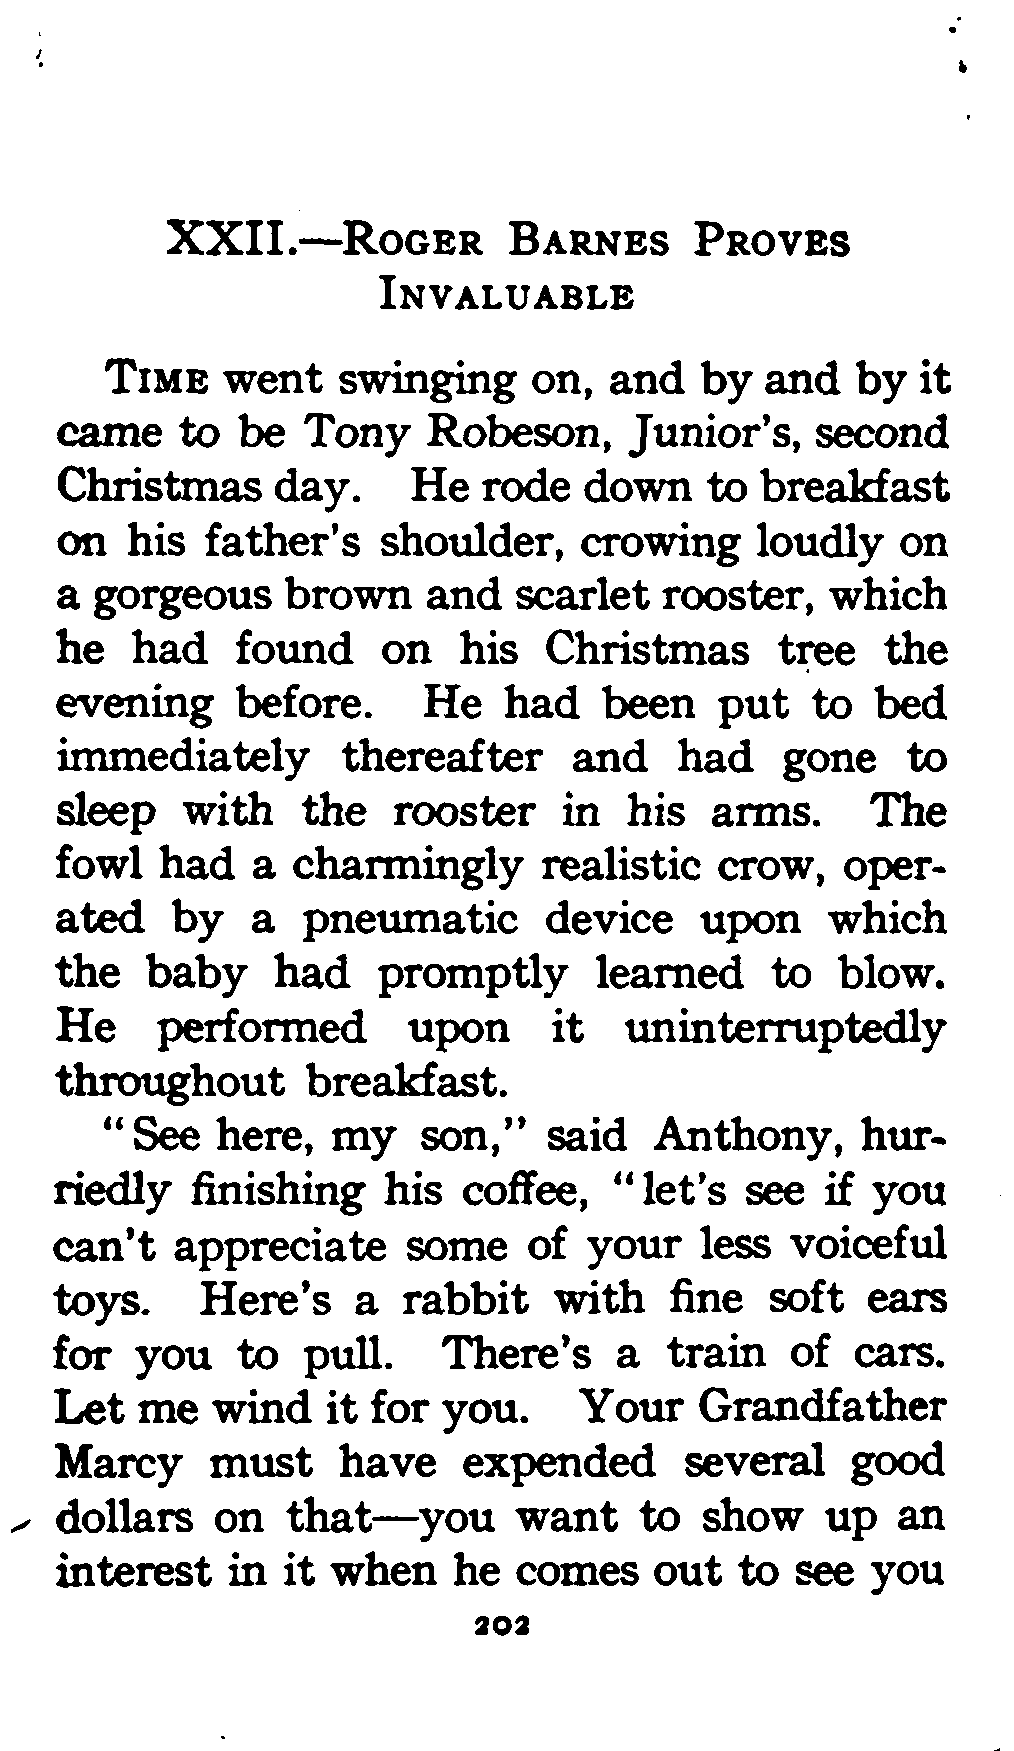 XXII.—Roger Barnes Proves
Invaluable
Time went swinging on, and by and by it
came to be Tony Robeson, Junior's, second
Christmas day. He rode down to breakfast
on his father's shoulder, crowing loudly on
a gorgeous brown and scarlet rooster, which
he had found on his Christmas tree the
evening before. He had been put to bed
immediately thereafter and had gone to
sleep with the rooster in his arms. The
fowl had a charmingly realistic crow, oper-
ated by a pneumatic device upon which
the baby had promptly learned to blow.
He performed upon it uninterruptedly
throughout breakfast.
"See here, my son," said Anthony, hur-
riedly finishing his coffee, "let's see if you
can't appreciate some of your less voiceful
toys. Here's a rabbit with fine soft ears
for you to pull. There's a train of cars.
Let me wind it for you. Your Grandfather
Marcy must have expended several good
dollars on that—you want to show up an
interest in it when he comes out to see you
202